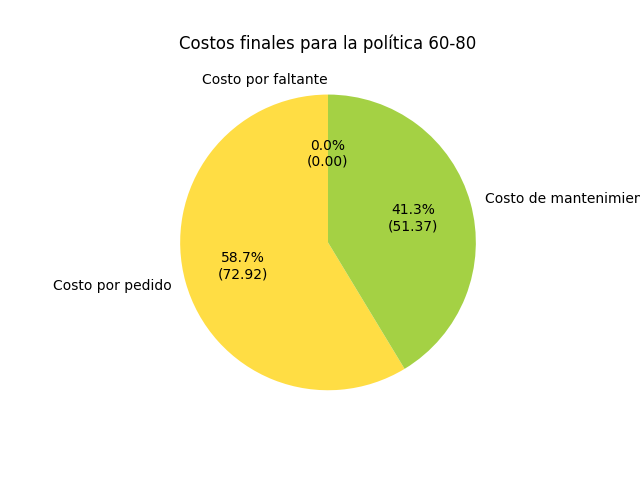 Costos finales para la política 60-80
Costo por faltante
0.0%
(0.00)
41.3%
(51.37)
Costo de mantenimien
58.7%
(72.92)
Costo por pedido